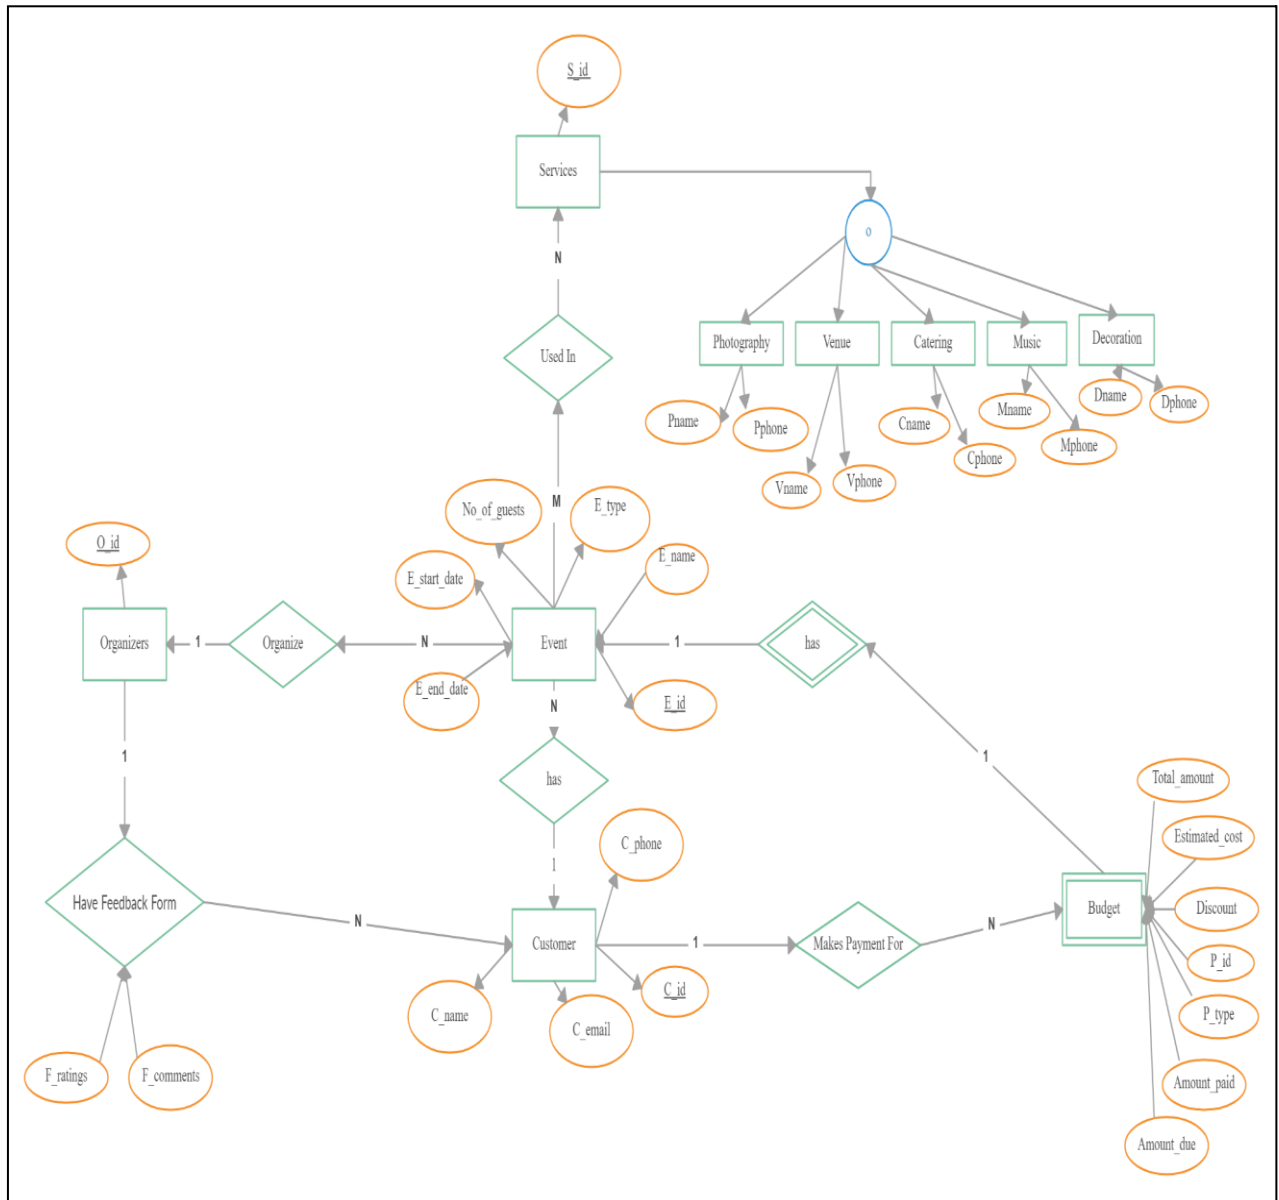 S_id
Services
o
N
Used In
Photography
Venue
Catering
Music
Decoration
Pname
Pphone
Vname
Vphone
Cname
Cphone
Mname
Mphone
Dname
Dphone
M
No_of_guests
E_type
E_name
E_start_date
E_end_date
E_id
O_id
Organizers
1
Organize
N
Event
1
has
1
N
has
1
1
Have Feedback Form
N
F_ratings
F_comments
C_phone
Customer
C_name
C_email
C_id
1
Makes Payment For
N
Budget
Total_amount
Estimated_cost
Discount
P_id
P_type
Amount_paid
Amount_due